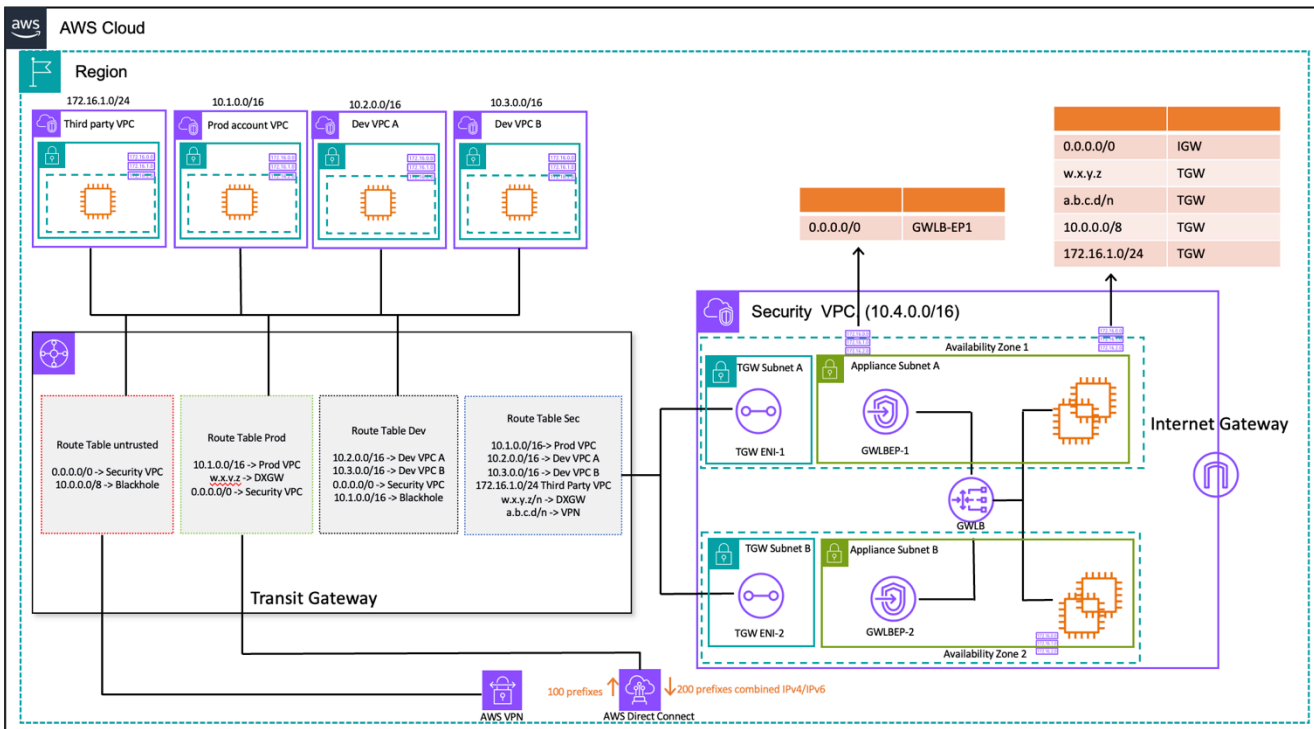 aws
AWS Cloud
Region
172.16.1.0/24
10.1.0.0/16
10.2.0.0/16
10.3.0.0/16
Third party VPC
Prod account VPC
Dev VPC A
Dev VPC B
0.0.0.0/0 IGW
w.x.y.z TGW
a.b.c.d/n TGW
10.0.0.0/8 TGW
172.16.1.0/24 TGW
0.0.0.0/0 GWLB-EP1
Security VPC (10.4.0.0/16)
Availability Zone 1
TGW Subnet A
Appliance Subnet A
TGW ENI-1
GWLBEP-1
Internet Gateway
GWLB
TGW Subnet B
Appliance Subnet B
TGW ENI-2
GWLBEP-2
Availability Zone 2
Route Table untrusted
0.0.0.0/0 -> Security VPC
10.0.0.0/8 -> Blackhole
Route Table Prod
10.1.0.0/16 -> Prod VPC
w.x.y.z -> DXGW
0.0.0.0/0 -> Security VPC
Route Table Dev
10.2.0.0/16 -> Dev VPC A
10.3.0.0/16 -> Dev VPC B
0.0.0.0/0 -> Security VPC
10.1.0.0/16 -> Blackhole
Route Table Sec
10.1.0.0/16-> Prod VPC
10.2.0.0/16 -> Dev VPC A
10.3.0.0/16 -> Dev VPC B
172.16.1.0/24 Third Party VPC
w.x.y.z/n -> DXGW
a.b.c.d/n -> VPN
Transit Gateway
AWS VPN
100 prefixes
200 prefixes combined IPv4/IPv6
AWS Direct Connect